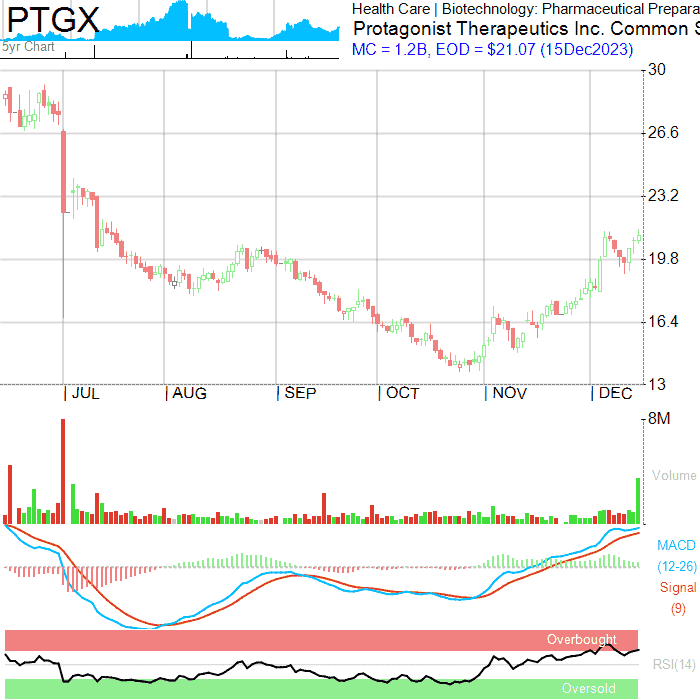 PTGX
5yr Chart
Health Care | Biotechnology: Pharmaceutical Prepara
Protagonist Therapeutics Inc. Common S
MC = 1.2B, EOD = $21.07 (15Dec2023)
30
26.6
23.2
19.8
16.4
13
| JUL | AUG | SEP | OCT | NOV | DEC
8M
Volume
MACD
(12-26)
Signal
(9)
Overbought
RSI(14)
Oversold